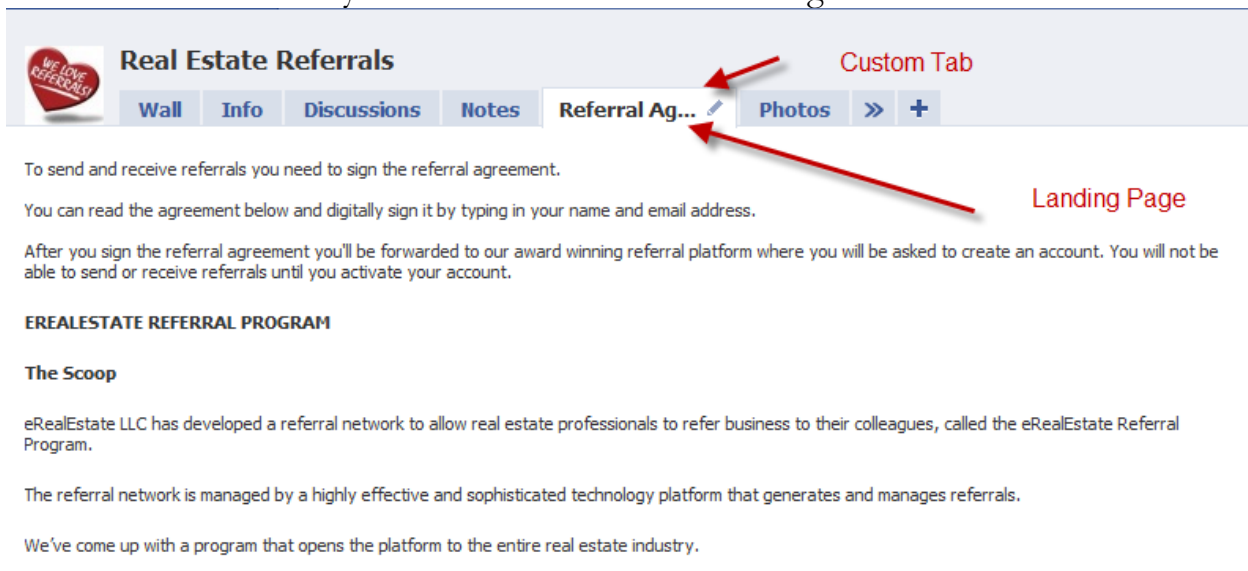 WE LOVE
REFERRALS!
Real Estate Referrals
Custom Tab
Wall Info Discussions Notes Referral Ag... Photos » +
To send and receive referrals you need to sign the referral agreement.
Landing Page
You can read the agreement below and digitally sign it by typing in your name and email address.
After you sign the referral agreement you'll be forwarded to our award winning referral platform where you will be asked to create an account. You will not be
able to send or receive referrals until you activate your account.
EREALESTATE REFERRAL PROGRAM
The Scoop
eRealEstate LLC has developed a referral network to allow real estate professionals to refer business to their colleagues, called the eRealEstate Referral
Program.
The referral network is managed by a highly effective and sophisticated technology platform that generates and manages referrals.
We've come up with a program that opens the platform to the entire real estate industry.